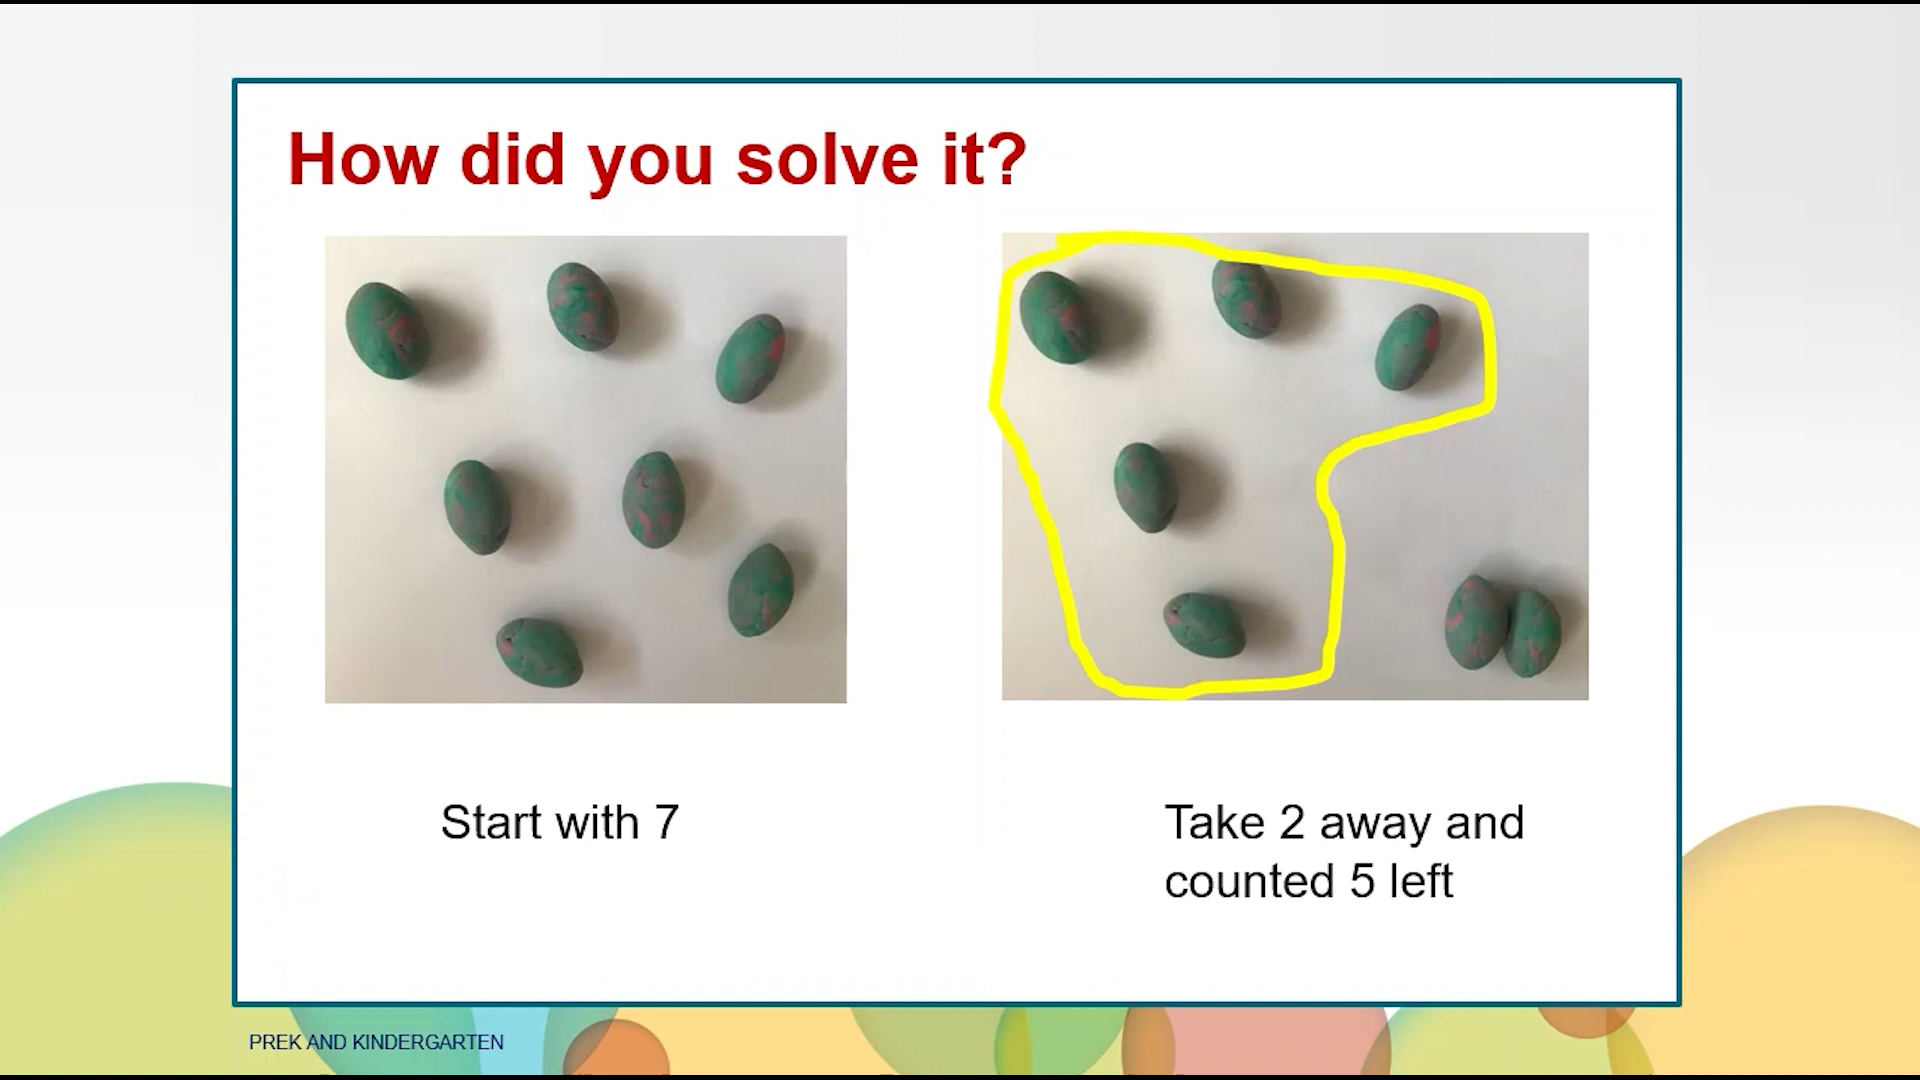 How did you solve it?
Start with 7
Take 2 away and
counted 5 left
PREK AND KINDERGARTEN